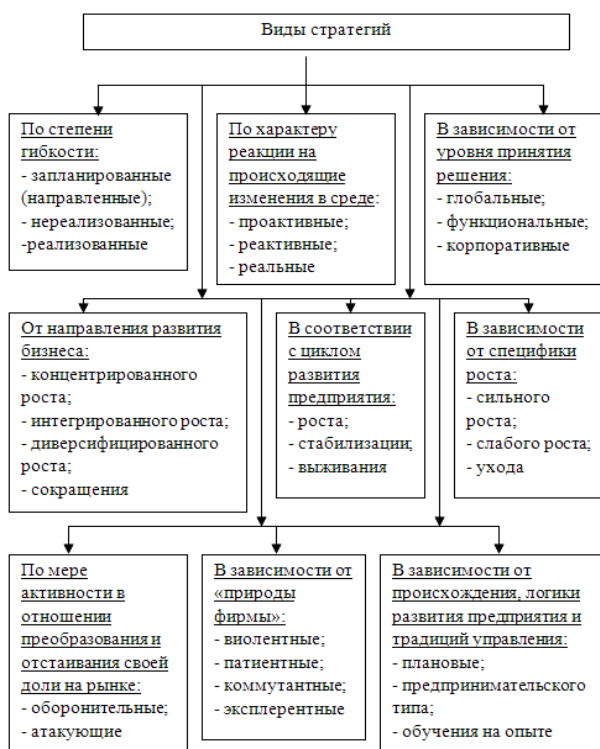 Виды стратегий
По степени
гибкости:
- запланированные
(направленные);
- нереализованные;
-реализованные
По характеру
реакции на
происходящие
изменения в среде:
- проактивные;
- реактивные;
- реальные
В зависимости от
уровня принятия
решения:
- глобальные;
- функциональные;
- корпоративные
От направления развития
бизнеса:
- концентрированного
роста;
- интегрированного роста;
- диверсифицированного
роста;
- сокращения
В соответствии
с циклом
развития
предприятия:
- роста;
- стабилизации;
- выживания
В зависимости
от специфики
роста:
- сильного
роста;
- слабого роста;
- ухода
По мере
активности в
отношении
преобразования и
отстаивания своей
доли на рынке:
- оборонительные;
- атакующие
В зависимости от
«природы
фирмы»:
- виолентные;
- патиентные;
- коммутантные;
- эксплерентные
В зависимости от
происхождения, логики
развития предприятия и
традиций управления:
- плановые;
- предпринимательского
типа;
- обучения на опыте